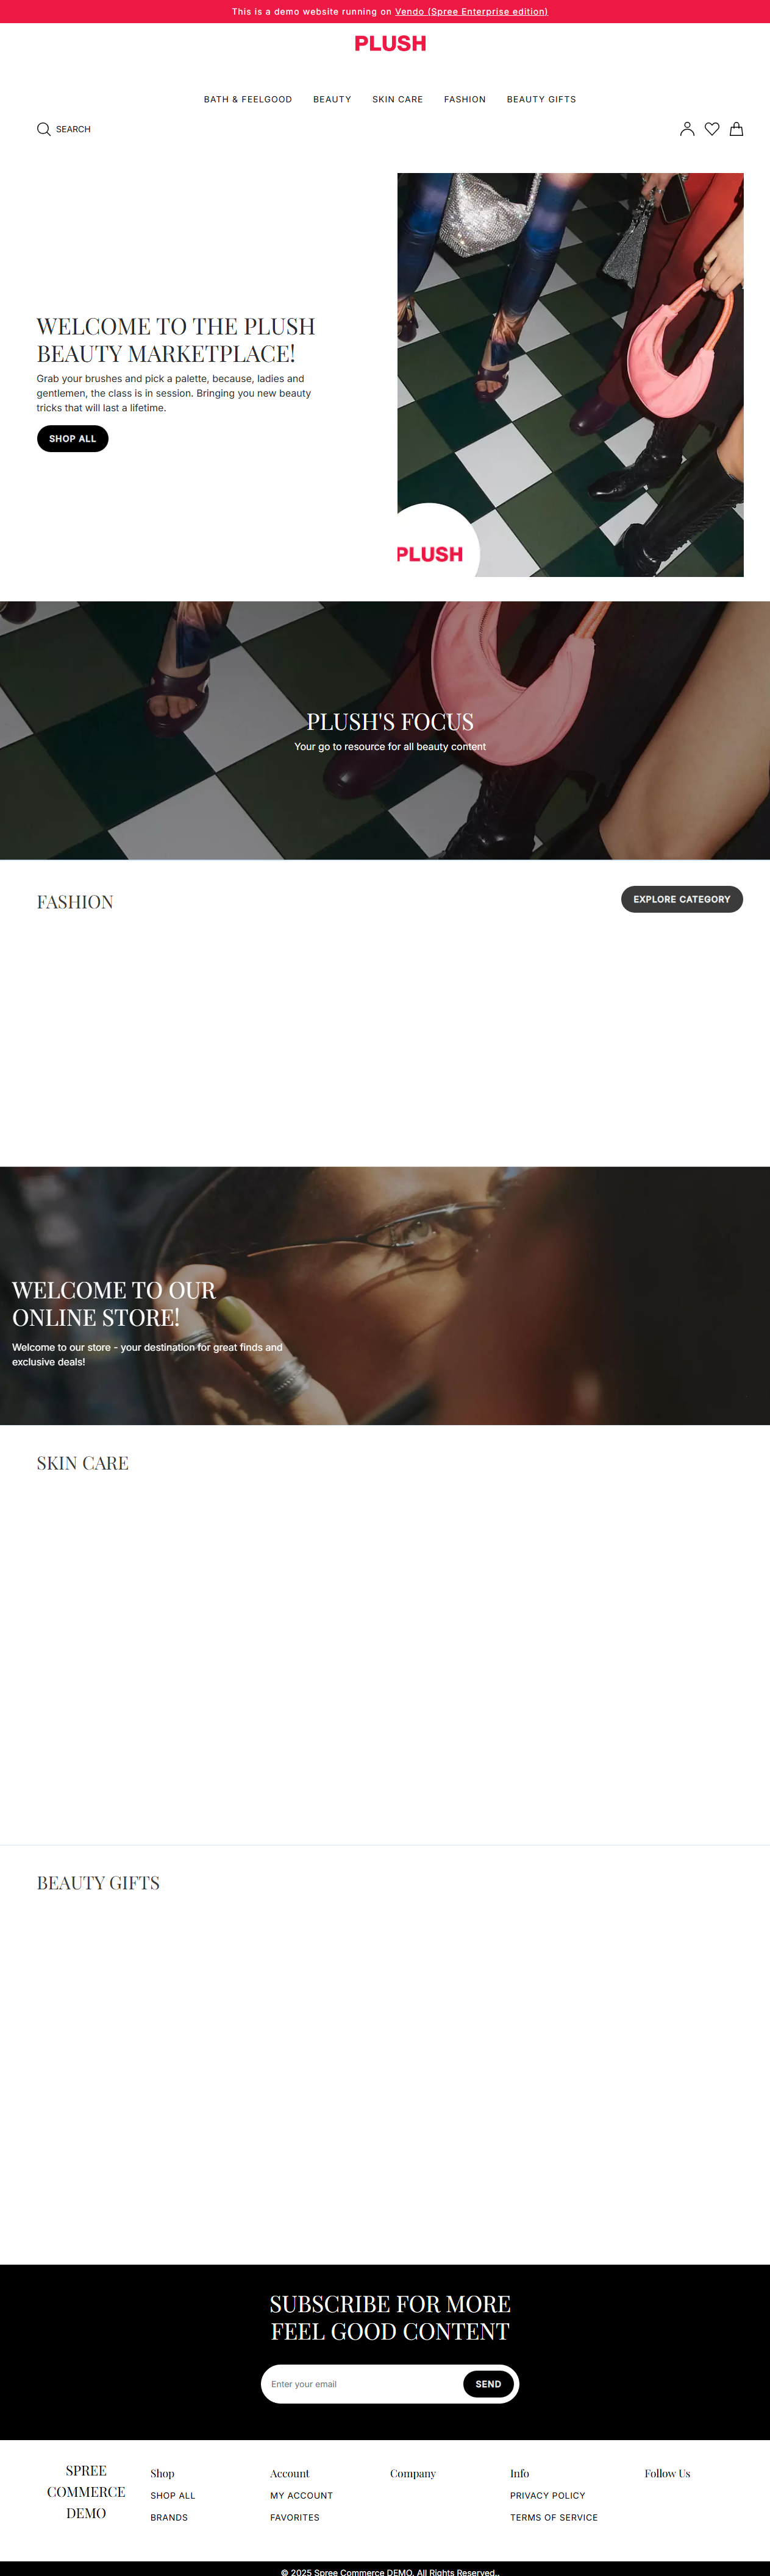 This is a demo website running on Vendo (Spree Enterprise edition)
PLUSH
BATH & FEELGOOD BEAUTY SKIN CARE FASHION BEAUTY GIFTS
SEARCH
WELCOME TO THE PLUSH
BEAUTY MARKETPLACE!
Grab your brushes and pick a palette, because, ladies and
gentlemen, the class is in session. Bringing you new beauty
tricks that will last a lifetime.
SHOP ALL
PLUSH
PLUSH'S FOCUS
Your go to resource for all beauty content
FASHION
EXPLORE CATEGORY
WELCOME TO OUR
ONLINE STORE!
Welcome to our store - your destination for great finds and
exclusive deals!
SKIN CARE
BEAUTY GIFTS
SUBSCRIBE FOR MORE
FEEL GOOD CONTENT
Enter your email
SEND
SPREE
COMMERCE
DEMO
Shop
SHOP ALL
BRANDS
Account
MY ACCOUNT
FAVORITES
Company
Info
PRIVACY POLICY
TERMS OF SERVICE
Follow Us
© 2025 Spree Commerce DEMO. All Rights Reserved..